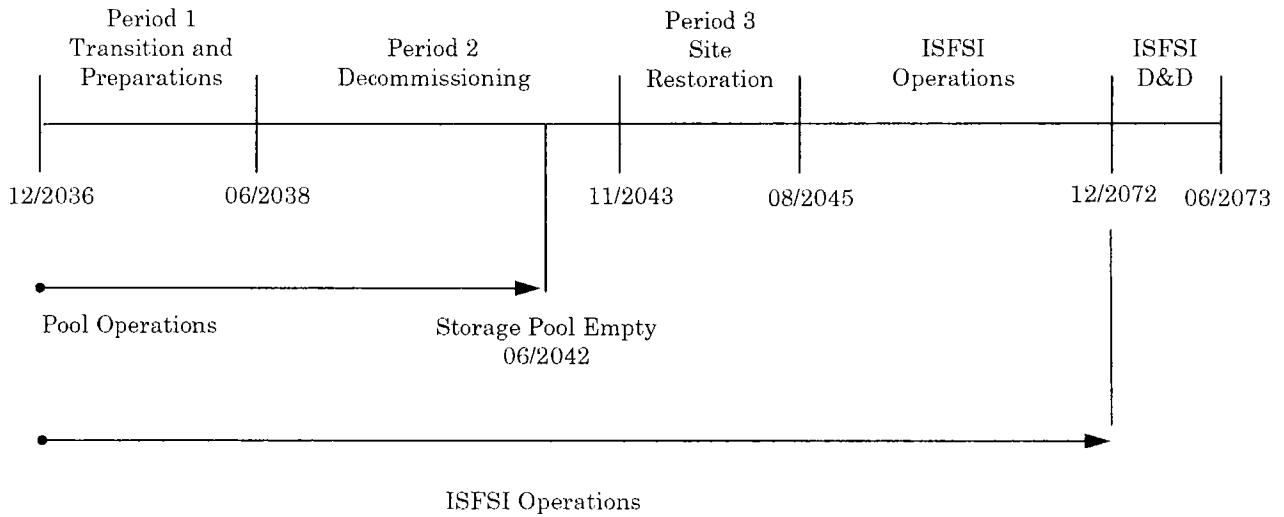 Period 1
Transition and
Preparations
Period 2
Decommissioning
Period 3
Site
Restoration
ISFSI
Operations
ISFSI
D&D
12/2036
06/2038
11/2043
08/2045
12/2072
06/2073
Pool Operations
Storage Pool Empty
06/2042
ISFSI Operations